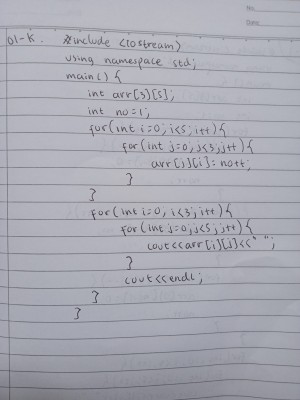 No.
Date
01-K. #include <iostream>
using namespace std;
main() {
int arr[3][5];
int no=1;
for(int i=0; i<5; i++){
for(int j=0; j<3; j++){
arr[j][i]=no++;
}
}
for(int i=0; i<3; i++){
for(int j=0; j<5; j++){
cout<<arr[i][j]<<" ";
}
cout<<endl;
}
}